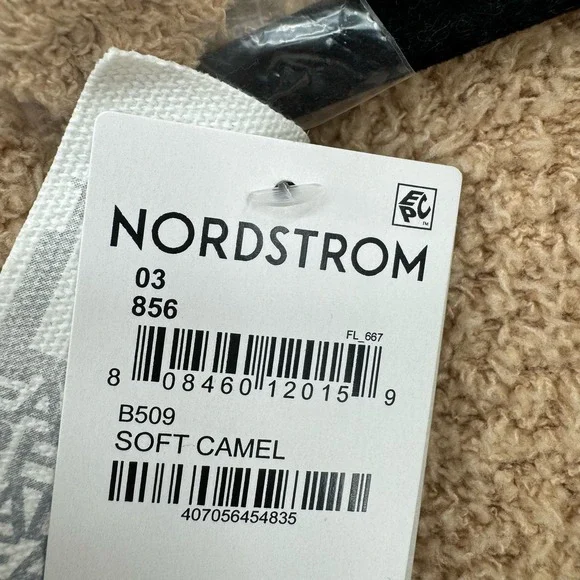 EPC
NORDSTROM
03
856
FL_667
8 08460 12015 9
B509
SOFT CAMEL
407056454835